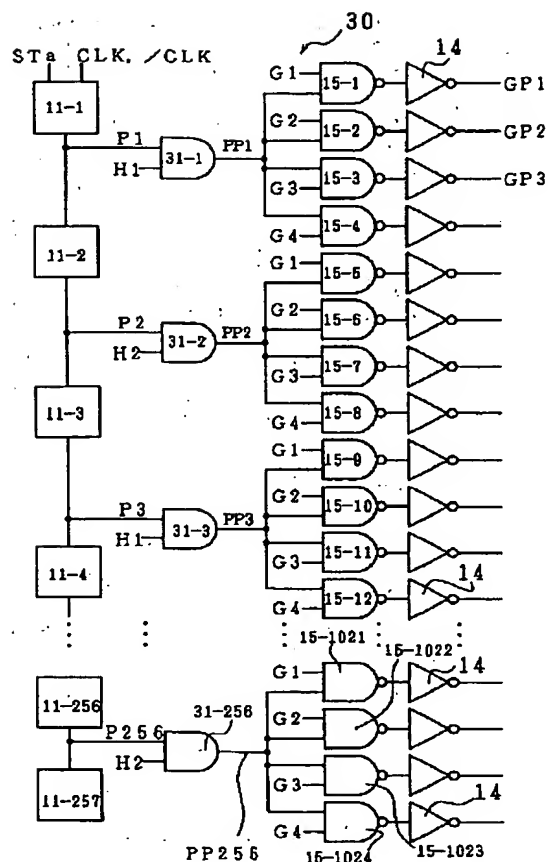 30
STa CLK, /CLK
14
G1 15-1 GP1
11-1
G2 15-2 GP2
P1 PP1
H1 31-1
15-3 GP3
G3
15-4
G4
11-2
G1 15-5
G2 15-6
P2 PP2
H2 31-2
15-7
G3
11-3
15-8
G4
G1 15-9
G2 15-10
P3 PP3
H1 31-3
15-11
G3
11-4
15-12 14
G4
15-1021 15-1022
G1 14
11-256 31-256
P256 G2
H2
G3
11-257
14
G4
PP256 15-1024 15-1023